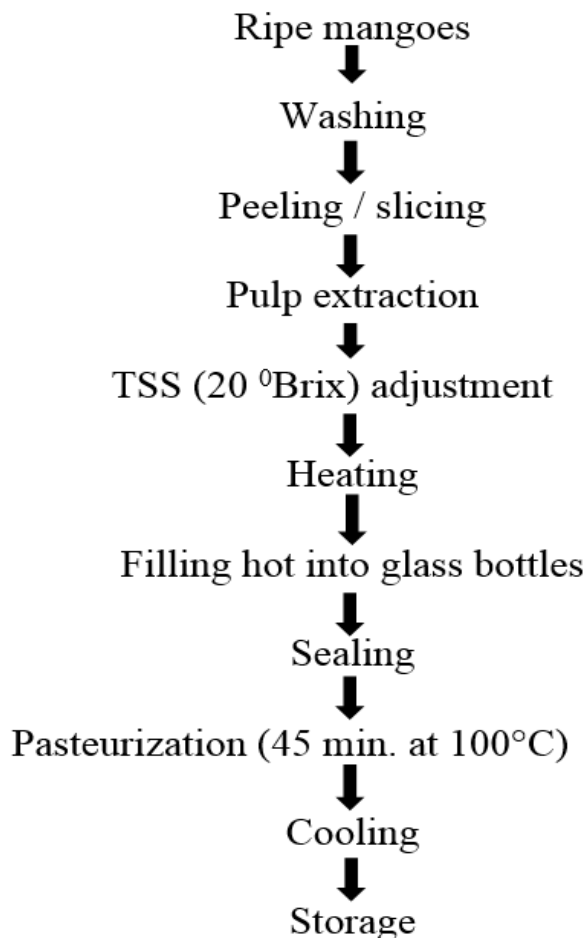 Ripe mangoes
Washing
Peeling / slicing
Pulp extraction
TSS (20 ⁰Brix) adjustment
Heating
Filling hot into glass bottles
Sealing
Pasteurization (45 min. at 100°C)
Cooling
Storage